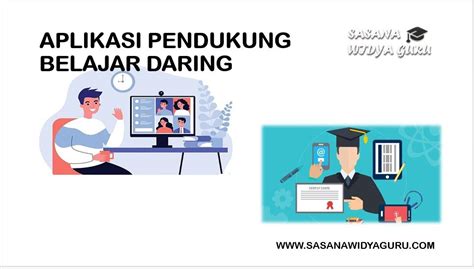 APLIKASI PENDUKUNG
BELAJAR DARING
SASANA
WIDYA GURU
WWW.SASANAWIDYAGURU.COM